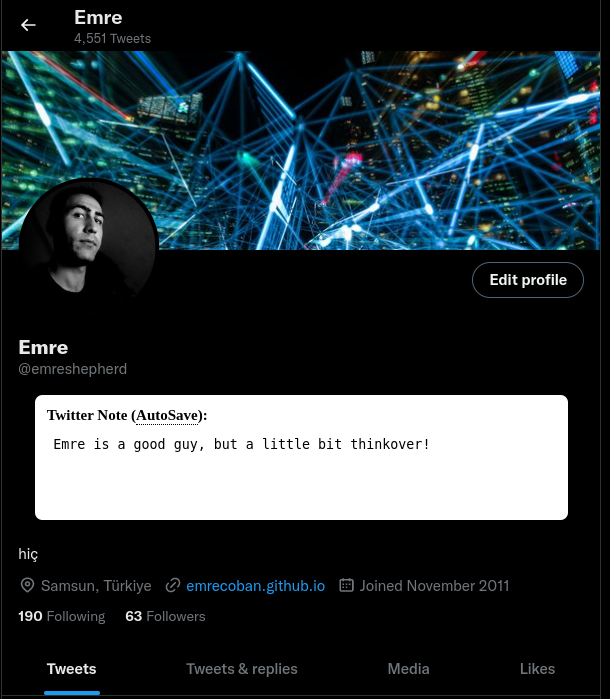 Emre
4,551 Tweets
Edit profile
Emre
@emreshepherd
Twitter Note (AutoSave):
Emre is a good guy, but a little bit thinkover!
hiç
Samsun, Türkiye emrecoban.github.io Joined November 2011
190 Following 63 Followers
Tweets Tweets & replies Media Likes